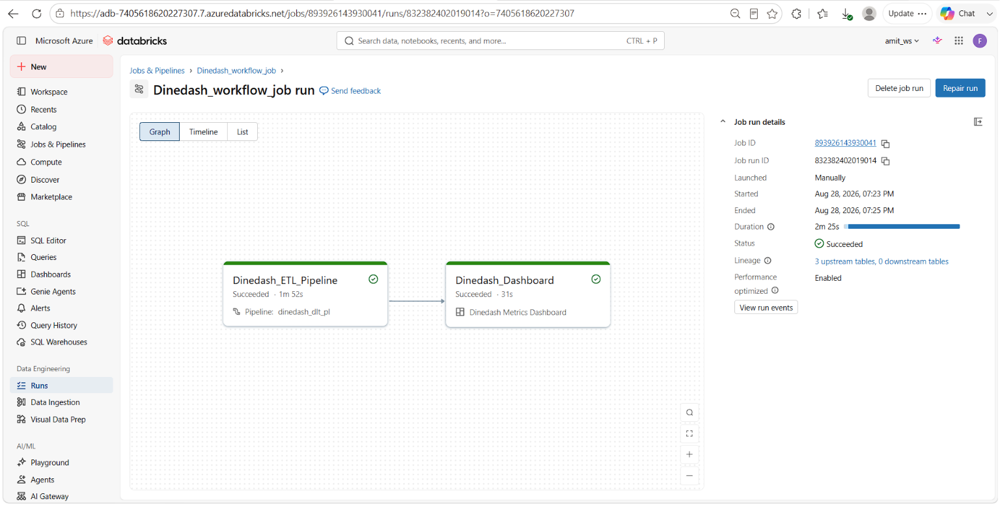 https://adb-7405618620227307.7.azuredatabricks.net/jobs/893926143930041/runs/832382402019014?o=7405618620227307
Update
Chat
Microsoft Azure
databricks
Search data, notebooks, recents, and more...
CTRL + P
amit_ws
F
New
Workspace
Recents
Catalog
Jobs & Pipelines
Compute
Discover
Marketplace
SQL
SQL Editor
Queries
Dashboards
Genie Agents
Alerts
Query History
SQL Warehouses
Data Engineering
Runs
Data Ingestion
Visual Data Prep
AI/ML
Playground
Agents
AI Gateway
Jobs & Pipelines › Dinedash_workflow_job ›
Dinedash_workflow_job run
Send feedback
Delete job run
Repair run
Graph
Timeline
List
Dinedash_ETL_Pipeline
Succeeded · 1m 52s
Pipeline: dinedash_dlt_pl
Dinedash_Dashboard
Succeeded · 31s
Dinedash Metrics Dashboard
Job run details
Job ID 893926143930041
Job run ID 832382402019014
Launched Manually
Started Aug 28, 2026, 07:23 PM
Ended Aug 28, 2026, 07:25 PM
Duration 2m 25s
Status Succeeded
Lineage 3 upstream tables, 0 downstream tables
Performance Enabled
optimized
View run events